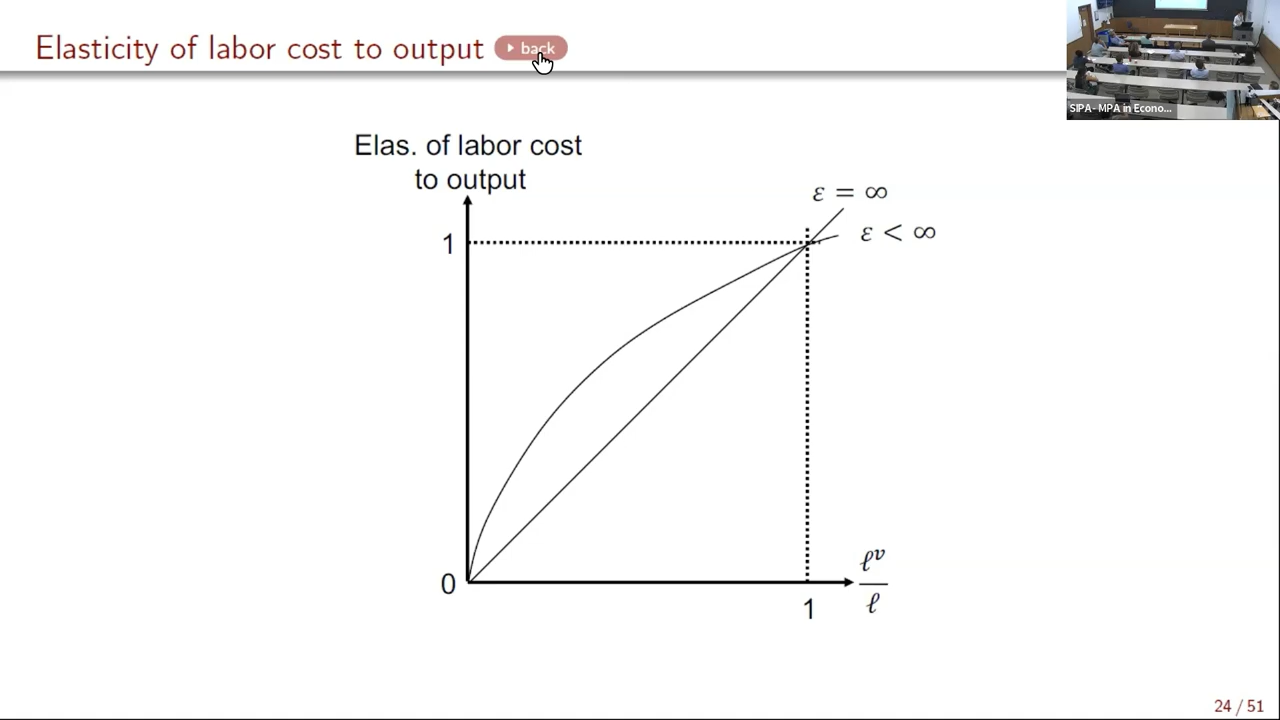 Elasticity of labor cost to output
back
SIPA- MPA in Econo...
Elas. of labor cost
to output
ε = ∞
1
ε < ∞
ℓᵛ
ℓ
0
1
24 / 51